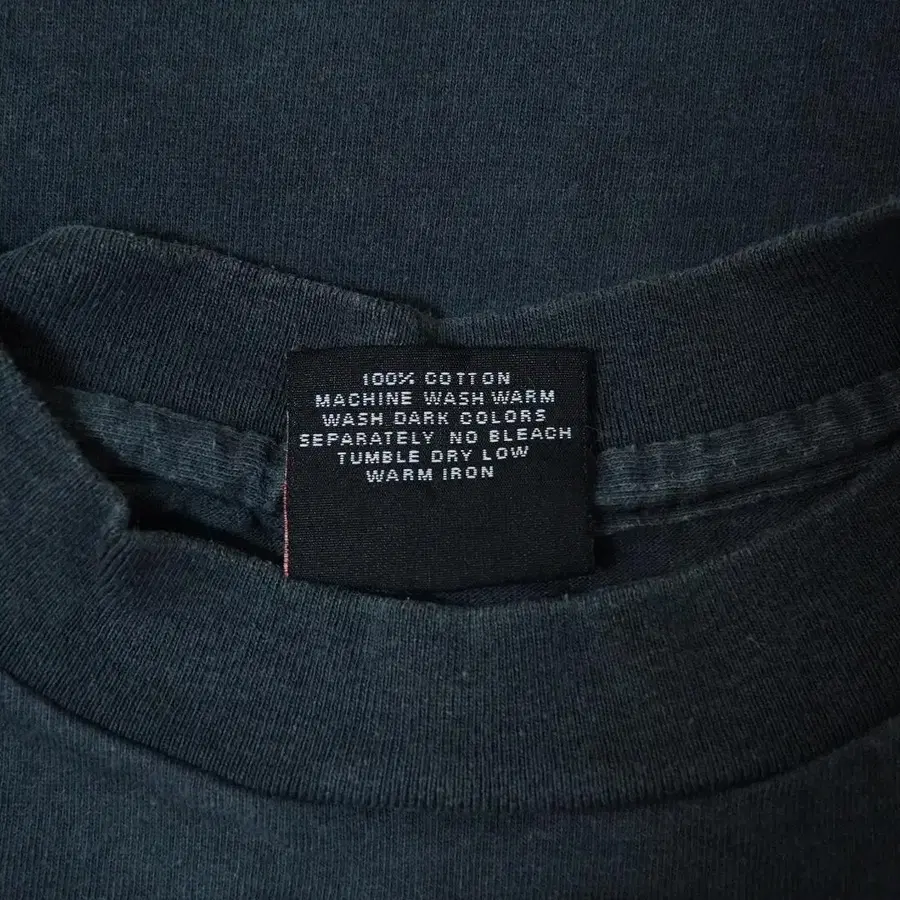 100% COTTON
MACHINE WASH WARM
WASH DARK COLORS
SEPARATELY NO BLEACH
TUMBLE DRY LOW
WARM IRON